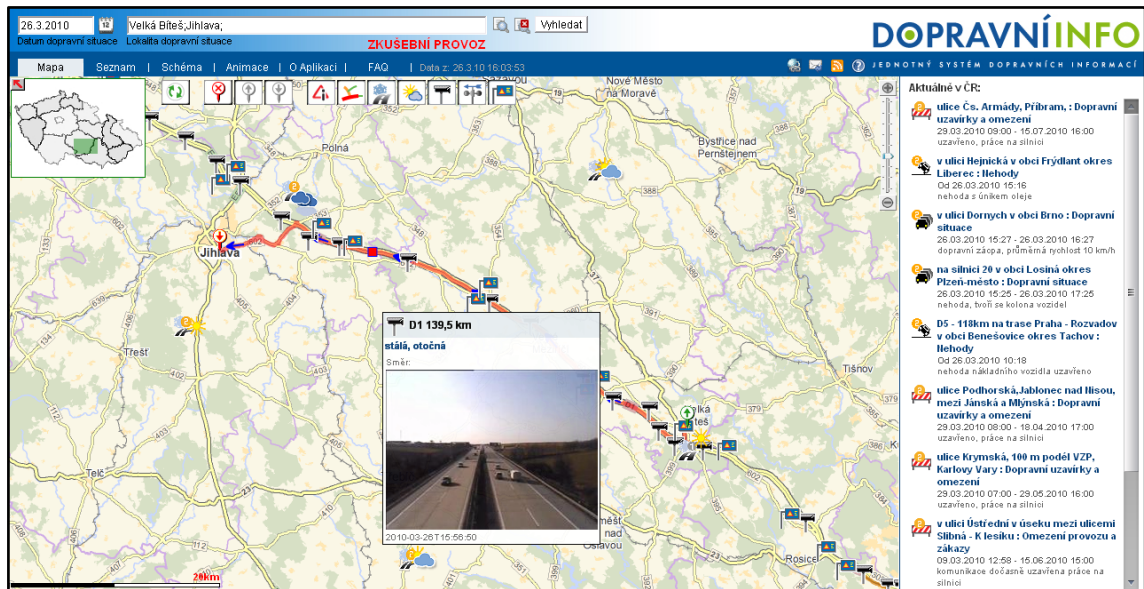 26.3.2010
12
Velká Bíteš;Jihlava;
Vyhledat
DOPRAVNÍINFO
Datum dopravní situace
Lokalita dopravní situace
ZKUŠEBNÍ PROVOZ
Mapa | Seznam | Schéma | Animace | O Aplikaci | FAQ | Data z: 26.3.10 16:03:53
JEDNOTNÝ SYSTÉM DOPRAVNÍCH INFORMACÍ
Nové Město
na Moravě
Polná
Bystřice nad
Pernštejnem
Jihlava
Třešť
Telč
Tišnov
Velká
Rosice
nad
Oslavou
20km
D1 139,5 km
stálá, otočná
Směr:
2010-03-26T15:56:50
Aktuálně v ČR:
ulice Čs. Armády, Příbram, : Dopravní
uzavírky a omezení
29.03.2010 09:00 - 15.07.2010 16:00
uzavřeno, práce na silnici
v ulici Hejnická v obci Frýdlant okres
Liberec : Nehody
Od 26.03.2010 15:16
nehoda s únikem oleje
v ulici Dornych v obci Brno : Dopravní
situace
26.03.2010 15:27 - 26.03.2010 16:27
dopravní zácpa, průměrná rychlost 10 km/h
na silnici 20 v obci Losiná okres
Plzeň-město : Dopravní situace
26.03.2010 15:25 - 26.03.2010 17:25
nehoda, tvoří se kolona vozidel
D5 - 118km na trase Praha - Rozvadov
v obci Benešovice okres Tachov :
Nehody
Od 26.03.2010 10:18
nehoda nákladního vozidla uzavřeno
ulice Podhorská,Jablonec nad Nisou,
mezi Jánská a Mlýnská : Dopravní
uzavírky a omezení
29.03.2010 08:00 - 18.04.2010 17:00
uzavřeno, práce na silnici
ulice Krymská, 100 m podél VZP,
Karlovy Vary : Dopravní uzavírky a
omezení
29.03.2010 07:00 - 29.05.2010 16:00
uzavřeno, práce na silnici
v ulici Ústřední v úseku mezi ulicemi
Slibná - K lesíku : Omezení provozu a
zákazy
09.03.2010 12:58 - 15.06.2010 15:00
komunikace dočasně uzavřena práce na
silnici